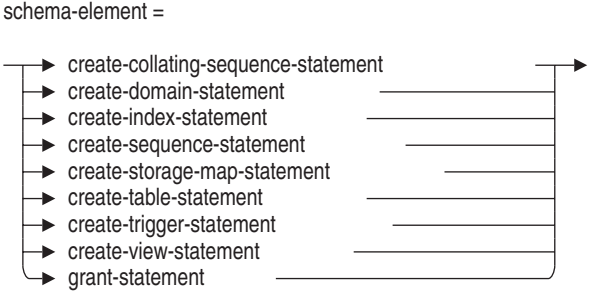 schema-element =
create-collating-sequence-statement
create-domain-statement
create-index-statement
create-sequence-statement
create-storage-map-statement
create-table-statement
create-trigger-statement
create-view-statement
grant-statement